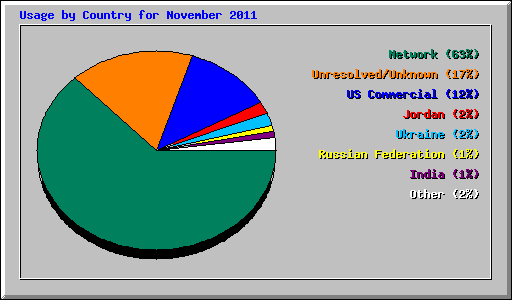 Usage by Country for November 2011
Network (63%)
Unresolved/Unknown (17%)
US Commercial (12%)
Jordan (2%)
Ukraine (2%)
Russian Federation (1%)
India (1%)
Other (2%)